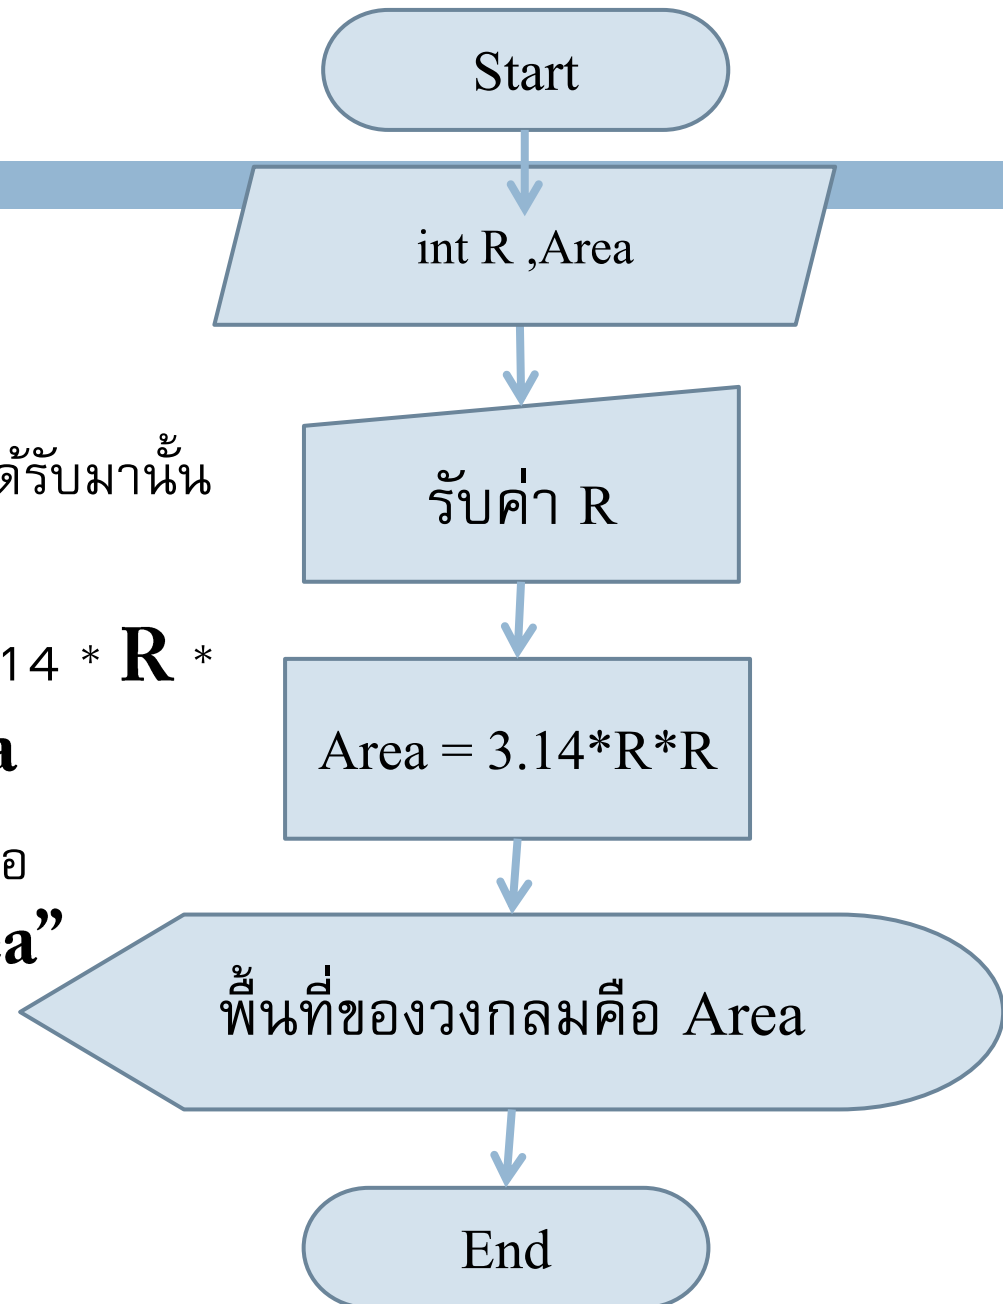 Start
int R ,Area
ด้รับมานั้น
รับค่า R
14 * R *
a
Area = 3.14*R*R
อ
a”
พื้นที่ของวงกลมคือ Area
End